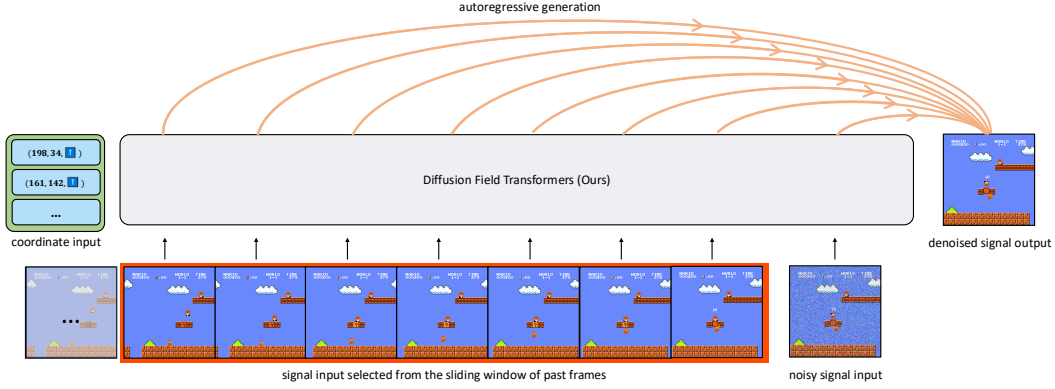 autoregressive generation
(198, 34, ⬆)
(161, 142, ⬆)
...
coordinate input
Diffusion Field Transformers (Ours)
denoised signal output
...
signal input selected from the sliding window of past frames
noisy signal input